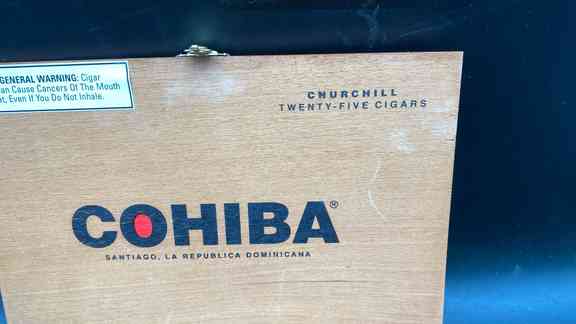 GENERAL WARNING: Cigar
an Cause Cancers Of The Mouth
t, Even If You Do Not Inhale.
CHURCHILL
TWENTY-FIVE CIGARS
COHIBA®
SANTIAGO, LA REPUBLICA DOMINICANA